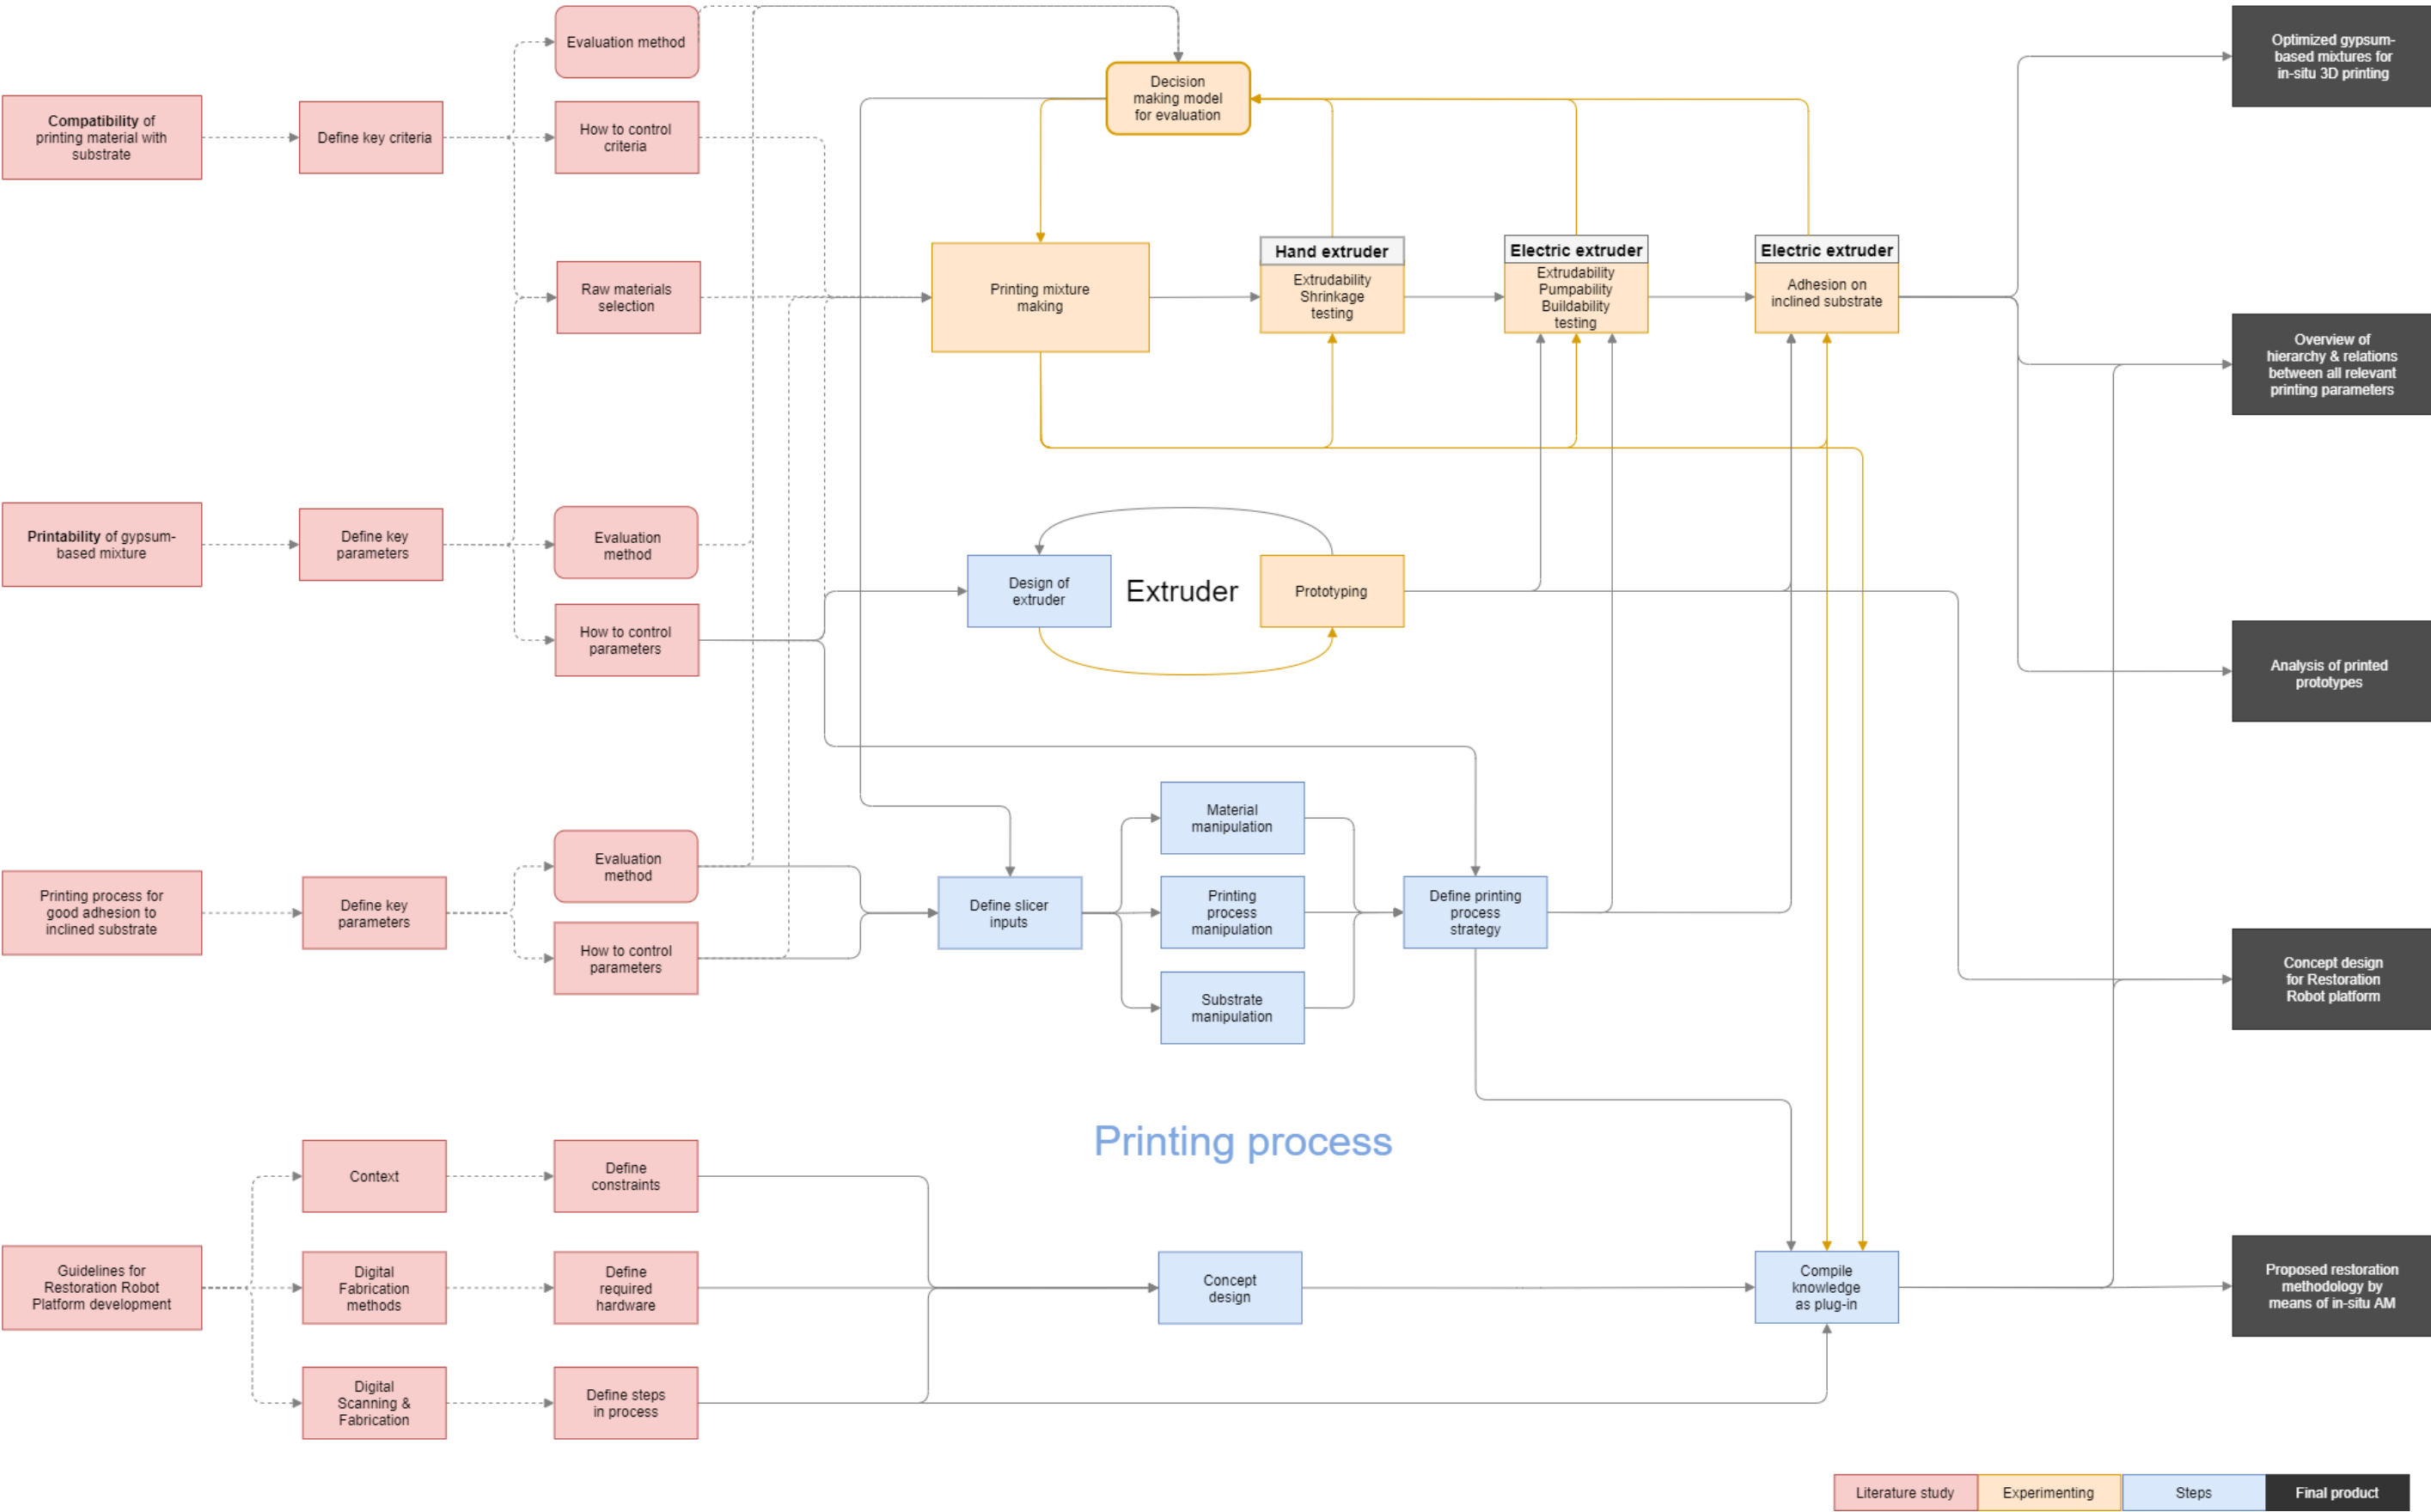 Evaluation method
Optimized gypsum-
based mixtures for
in-situ 3D printing
Decision
making model
for evaluation
Compatibility of
printing material with
substrate
Define key criteria
How to control
criteria
Raw materials
selection
Printing mixture
making
Hand extruder
Extrudability
Shrinkage
testing
Electric extruder
Extrudability
Pumpability
Buildability
testing
Electric extruder
Adhesion on
inclined substrate
Overview of
hierarchy & relations
between all relevant
printing parameters
Printability of gypsum-
based mixture
Define key
parameters
Evaluation
method
How to control
parameters
Design of
extruder
Extruder
Prototyping
Analysis of printed
prototypes
Printing process for
good adhesion to
inclined substrate
Define key
parameters
Evaluation
method
How to control
parameters
Define slicer
inputs
Material
manipulation
Printing
process
manipulation
Substrate
manipulation
Define printing
process
strategy
Concept design
for Restoration
Robot platform
Printing process
Guidelines for
Restoration Robot
Platform development
Context
Define
constraints
Digital
Fabrication
methods
Define
required
hardware
Digital
Scanning &
Fabrication
Define steps
in process
Concept
design
Compile
knowledge
as plug-in
Proposed restoration
methodology by
means of in-situ AM
Literature study
Experimenting
Steps
Final product